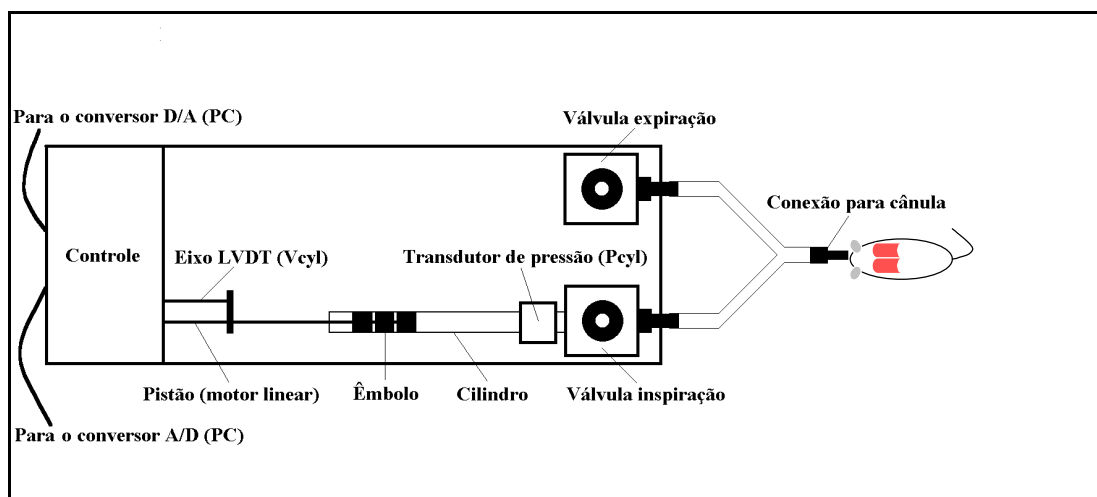 Para o conversor D/A (PC)
Válvula expiração
Conexão para cânula
Controle
Eixo LVDT (Vcyl)
Transdutor de pressão (Pcyl)
Pistão (motor linear)
Êmbolo
Cilindro
Válvula inspiração
Para o conversor A/D (PC)